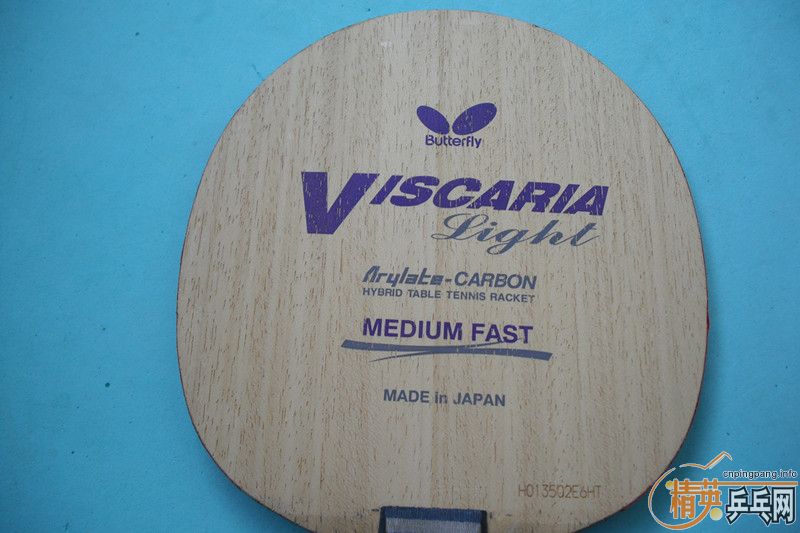 Butterfly
VISCARIA
Light
Arylate-CARBON
HYBRID TABLE TENNIS RACKET
MEDIUM FAST
MADE in JAPAN
H0135Q2E6HT
cnpingpang.info
精英乒乓网